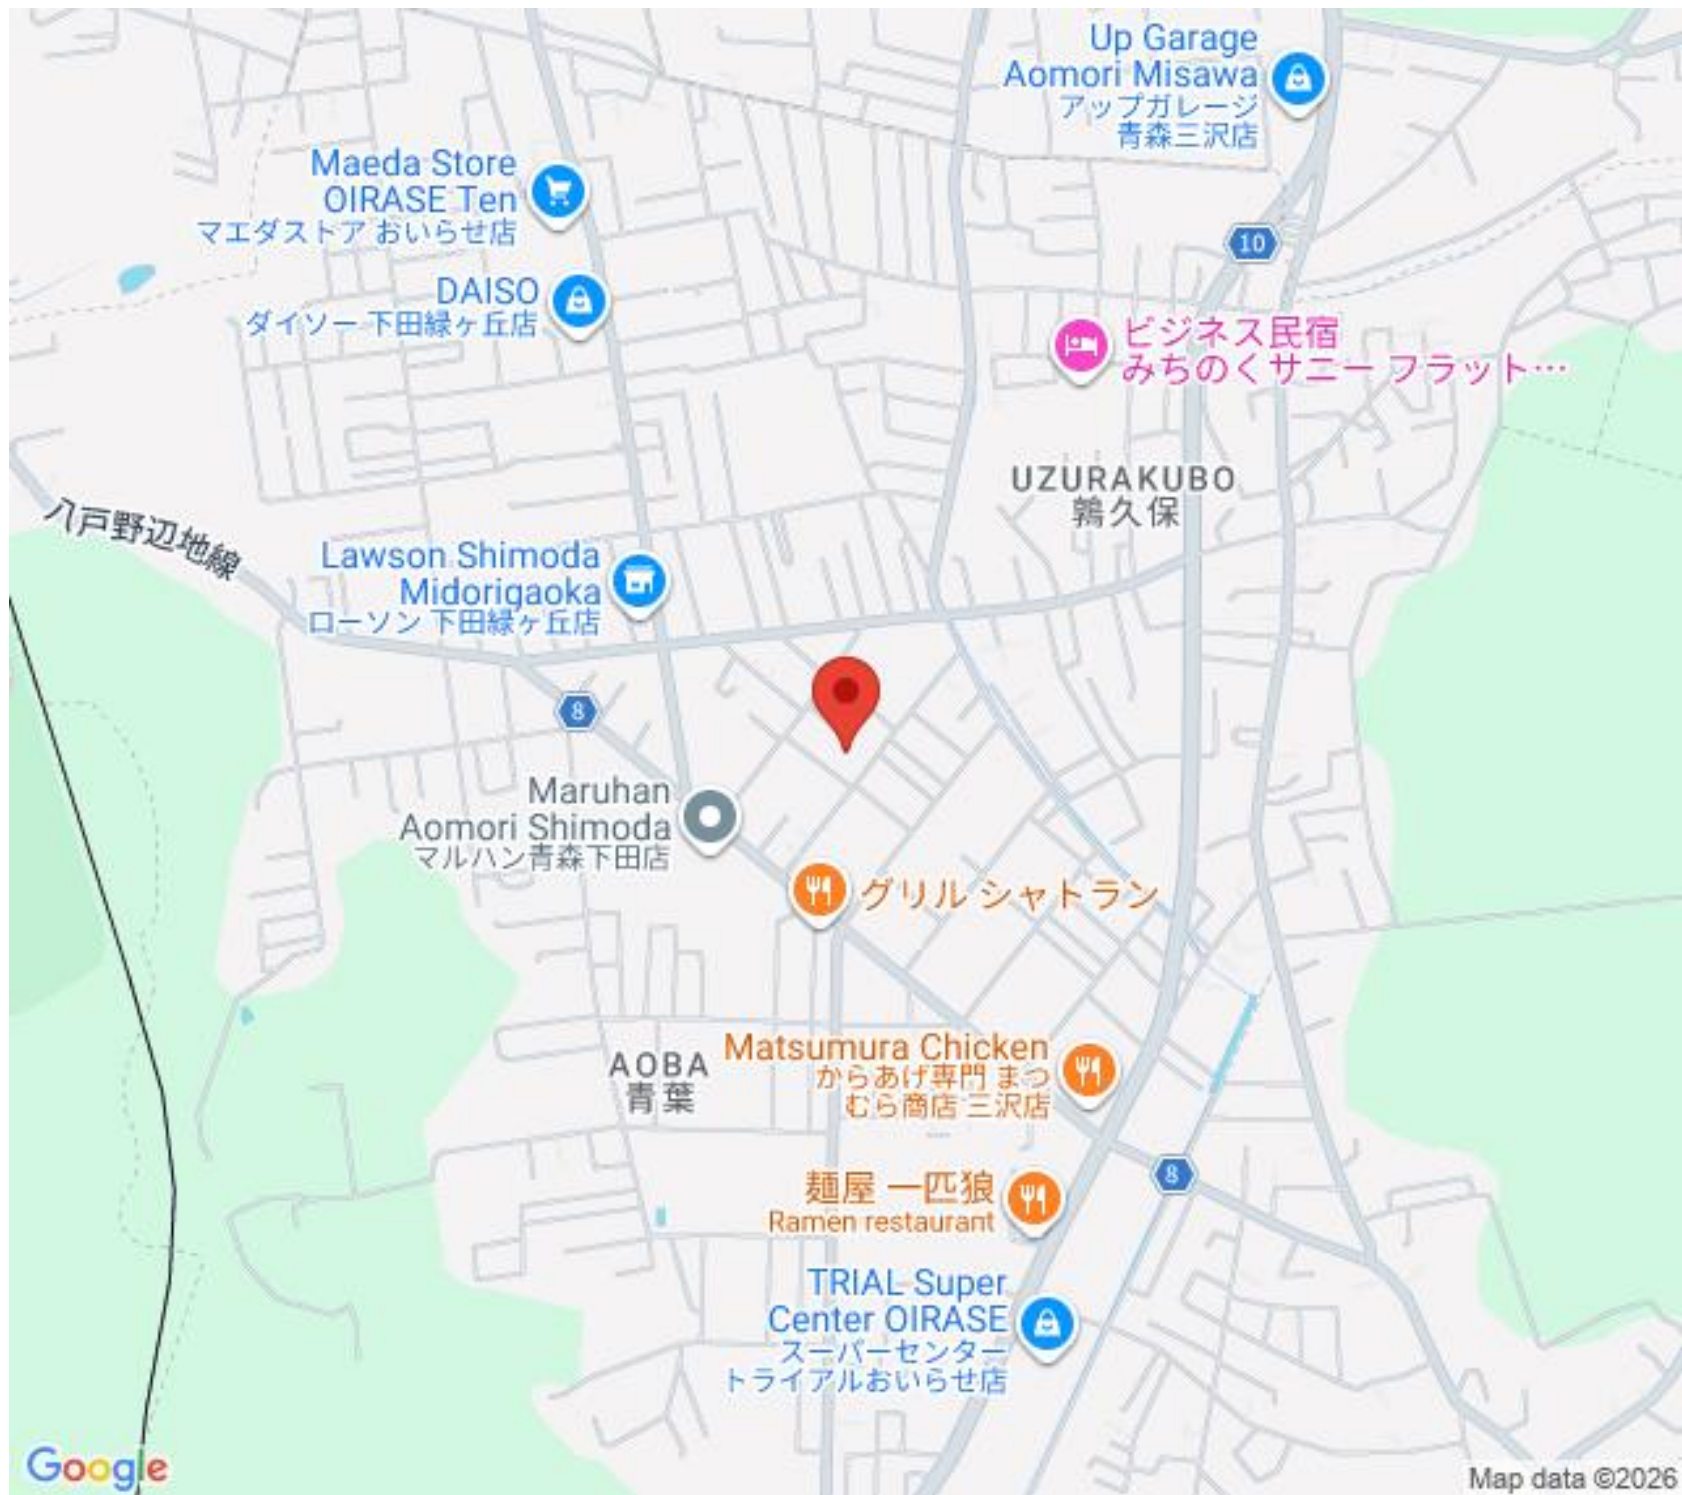 Up Garage
Aomori Misawa
アップガレージ
青森三沢店
Maeda Store
OIRASE Ten
マエダストア おいらせ店
10
DAISO
ダイソー 下田緑ヶ丘店
ビジネス民宿
みちのくサニー フラット…
UZURAKUBO
鶉久保
八戸野辺地線
Lawson Shimoda
Midorigaoka
ローソン 下田緑ヶ丘店
8
Maruhan
Aomori Shimoda
マルハン青森下田店
グリル シャトラン
Matsumura Chicken
からあげ専門 まつ
むら商店 三沢店
AOBA
青葉
8
麺屋 一匹狼
Ramen restaurant
TRIAL Super
Center OIRASE
スーパーセンター
トライアルおいらせ店
Google
Map data ©2026